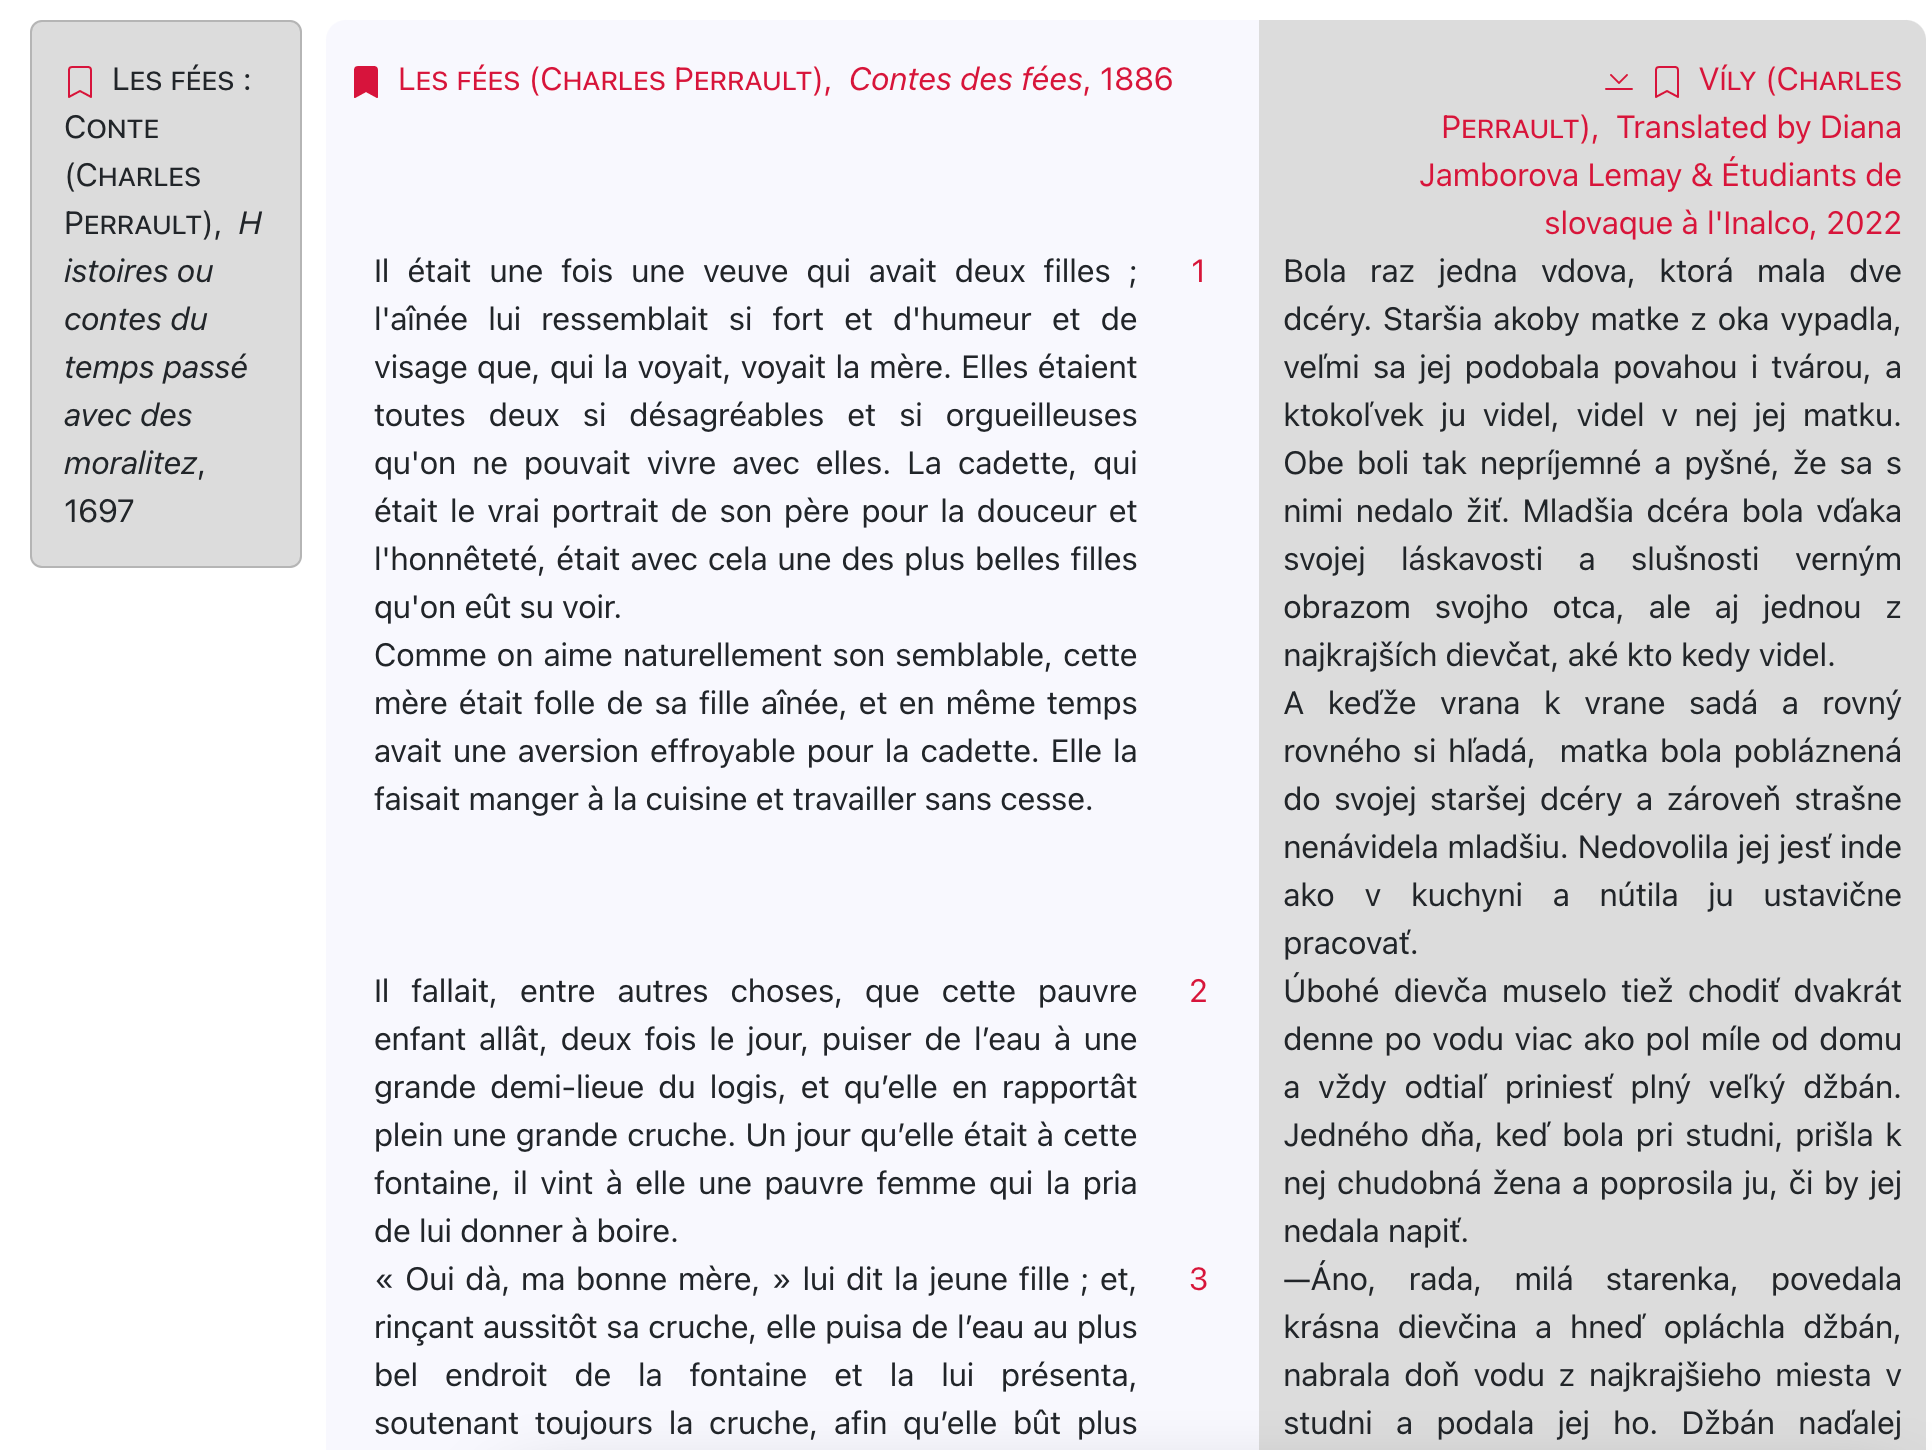 Les fées :
Conte
(Charles
Perrault), H
istoires ou
contes du
temps passé
avec des
moralitez,
1697
Les fées (Charles Perrault), Contes des fées, 1886
Il était une fois une veuve qui avait deux filles ;
l'aînée lui ressemblait si fort et d'humeur et de
visage que, qui la voyait, voyait la mère. Elles étaient
toutes deux si désagréables et si orgueilleuses
qu'on ne pouvait vivre avec elles. La cadette, qui
était le vrai portrait de son père pour la douceur et
l'honnêteté, était avec cela une des plus belles filles
qu'on eût su voir.
Comme on aime naturellement son semblable, cette
mère était folle de sa fille aînée, et en même temps
avait une aversion effroyable pour la cadette. Elle la
faisait manger à la cuisine et travailler sans cesse.
1
Il fallait, entre autres choses, que cette pauvre
enfant allât, deux fois le jour, puiser de l’eau à une
grande demi-lieue du logis, et qu’elle en rapportât
plein une grande cruche. Un jour qu’elle était à cette
fontaine, il vint à elle une pauvre femme qui la pria
de lui donner à boire.
2
« Oui dà, ma bonne mère, » lui dit la jeune fille ; et,
rinçant aussitôt sa cruche, elle puisa de l’eau au plus
bel endroit de la fontaine et la lui présenta,
soutenant toujours la cruche, afin qu’elle bût plus
3
Víly (Charles
Perrault), Translated by Diana
Jamborova Lemay & Étudiants de
slovaque à l'Inalco, 2022
Bola raz jedna vdova, ktorá mala dve
dcéry. Staršia akoby matke z oka vypadla,
veľmi sa jej podobala povahou i tvárou, a
ktokoľvek ju videl, videl v nej jej matku.
Obe boli tak nepríjemné a pyšné, že sa s
nimi nedalo žiť. Mladšia dcéra bola vďaka
svojej láskavosti a slušnosti verným
obrazom svojho otca, ale aj jednou z
najkrajších dievčat, aké kto kedy videl.
A keďže vrana k vrane sadá a rovný
rovného si hľadá, matka bola pobláznená
do svojej staršej dcéry a zároveň strašne
nenávidela mladšiu. Nedovolila jej jesť inde
ako v kuchyni a nútila ju ustavične
pracovať.
Úbohé dievča muselo tiež chodiť dvakrát
denne po vodu viac ako pol míle od domu
a vždy odtiaľ priniesť plný veľký džbán.
Jedného dňa, keď bola pri studni, prišla k
nej chudobná žena a poprosila ju, či by jej
nedala napiť.
—Áno, rada, milá starenka, povedala
krásna dievčina a hneď opláchla džbán,
nabrala doň vodu z najkrajšieho miesta v
studni a podala jej ho. Džbán naďalej